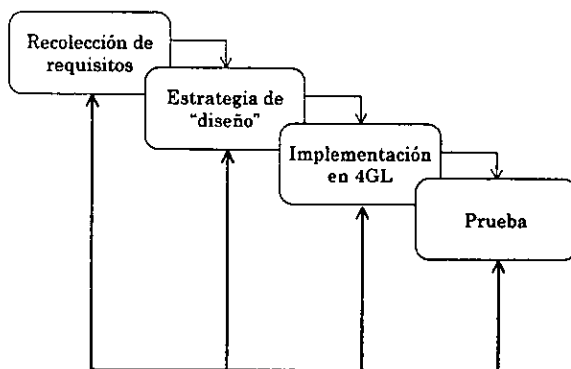 Recolección de
requisitos
Estrategia de
“diseño”
Implementación
en 4GL
Prueba